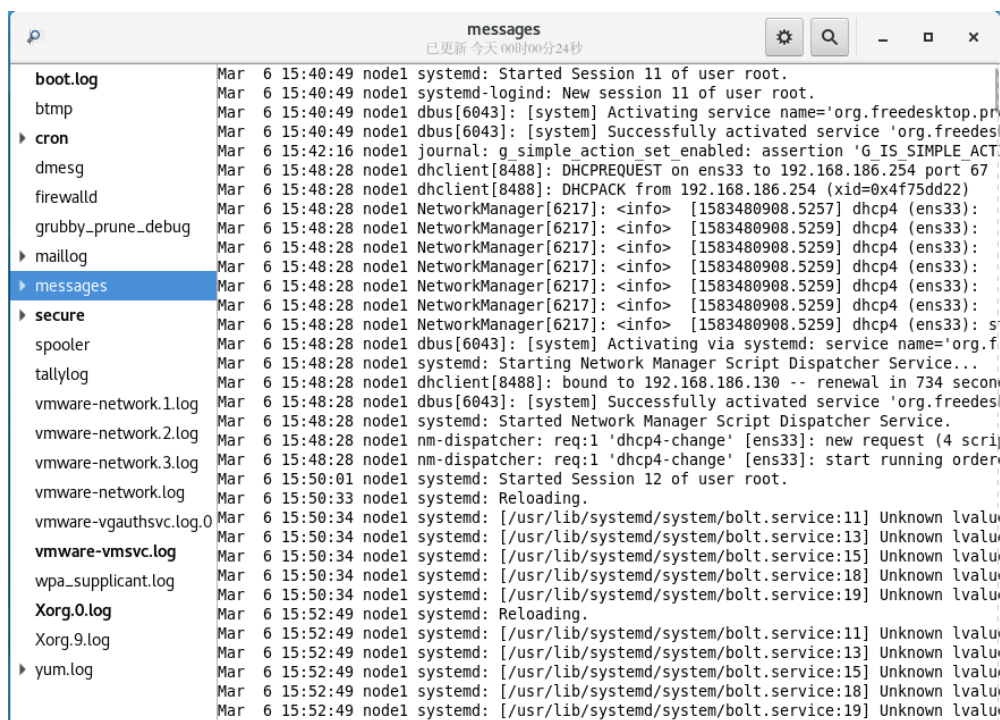 messages
已更新 今天 00时00分24秒
boot.log
btmp
cron
dmesg
firewalld
grubby_prune_debug
maillog
messages
secure
spooler
tallylog
vmware-network.1.log
vmware-network.2.log
vmware-network.3.log
vmware-network.log
vmware-vgauthsvc.log.0
vmware-vmsvc.log
wpa_supplicant.log
Xorg.0.log
Xorg.9.log
yum.log
Mar  6 15:40:49 node1 systemd: Started Session 11 of user root.
Mar  6 15:40:49 node1 systemd-logind: New session 11 of user root.
Mar  6 15:40:49 node1 dbus[6043]: [system] Activating service name='org.freedesktop.pr
Mar  6 15:40:49 node1 dbus[6043]: [system] Successfully activated service 'org.freedes
Mar  6 15:42:16 node1 journal: g_simple_action_set_enabled: assertion 'G_IS_SIMPLE_ACT
Mar  6 15:48:28 node1 dhclient[8488]: DHCPREQUEST on ens33 to 192.168.186.254 port 67
Mar  6 15:48:28 node1 dhclient[8488]: DHCPACK from 192.168.186.254 (xid=0x4f75dd22)
Mar  6 15:48:28 node1 NetworkManager[6217]: <info>  [1583480908.5257] dhcp4 (ens33):
Mar  6 15:48:28 node1 NetworkManager[6217]: <info>  [1583480908.5259] dhcp4 (ens33):
Mar  6 15:48:28 node1 NetworkManager[6217]: <info>  [1583480908.5259] dhcp4 (ens33):
Mar  6 15:48:28 node1 NetworkManager[6217]: <info>  [1583480908.5259] dhcp4 (ens33):
Mar  6 15:48:28 node1 NetworkManager[6217]: <info>  [1583480908.5259] dhcp4 (ens33):
Mar  6 15:48:28 node1 NetworkManager[6217]: <info>  [1583480908.5259] dhcp4 (ens33):
Mar  6 15:48:28 node1 NetworkManager[6217]: <info>  [1583480908.5259] dhcp4 (ens33): s
Mar  6 15:48:28 node1 dbus[6043]: [system] Activating via systemd: service name='org.f
Mar  6 15:48:28 node1 systemd: Starting Network Manager Script Dispatcher Service...
Mar  6 15:48:28 node1 dhclient[8488]: bound to 192.168.186.130 -- renewal in 734 secon
Mar  6 15:48:28 node1 dbus[6043]: [system] Successfully activated service 'org.freedes
Mar  6 15:48:28 node1 systemd: Started Network Manager Script Dispatcher Service.
Mar  6 15:48:28 node1 nm-dispatcher: req:1 'dhcp4-change' [ens33]: new request (4 scri
Mar  6 15:48:28 node1 nm-dispatcher: req:1 'dhcp4-change' [ens33]: start running order
Mar  6 15:50:01 node1 systemd: Started Session 12 of user root.
Mar  6 15:50:33 node1 systemd: Reloading.
Mar  6 15:50:34 node1 systemd: [/usr/lib/systemd/system/bolt.service:11] Unknown lvalu
Mar  6 15:50:34 node1 systemd: [/usr/lib/systemd/system/bolt.service:13] Unknown lvalu
Mar  6 15:50:34 node1 systemd: [/usr/lib/systemd/system/bolt.service:15] Unknown lvalu
Mar  6 15:50:34 node1 systemd: [/usr/lib/systemd/system/bolt.service:18] Unknown lvalu
Mar  6 15:50:34 node1 systemd: [/usr/lib/systemd/system/bolt.service:19] Unknown lvalu
Mar  6 15:52:49 node1 systemd: Reloading.
Mar  6 15:52:49 node1 systemd: [/usr/lib/systemd/system/bolt.service:11] Unknown lvalu
Mar  6 15:52:49 node1 systemd: [/usr/lib/systemd/system/bolt.service:13] Unknown lvalu
Mar  6 15:52:49 node1 systemd: [/usr/lib/systemd/system/bolt.service:15] Unknown lvalu
Mar  6 15:52:49 node1 systemd: [/usr/lib/systemd/system/bolt.service:18] Unknown lvalu
Mar  6 15:52:49 node1 systemd: [/usr/lib/systemd/system/bolt.service:19] Unknown lvalu